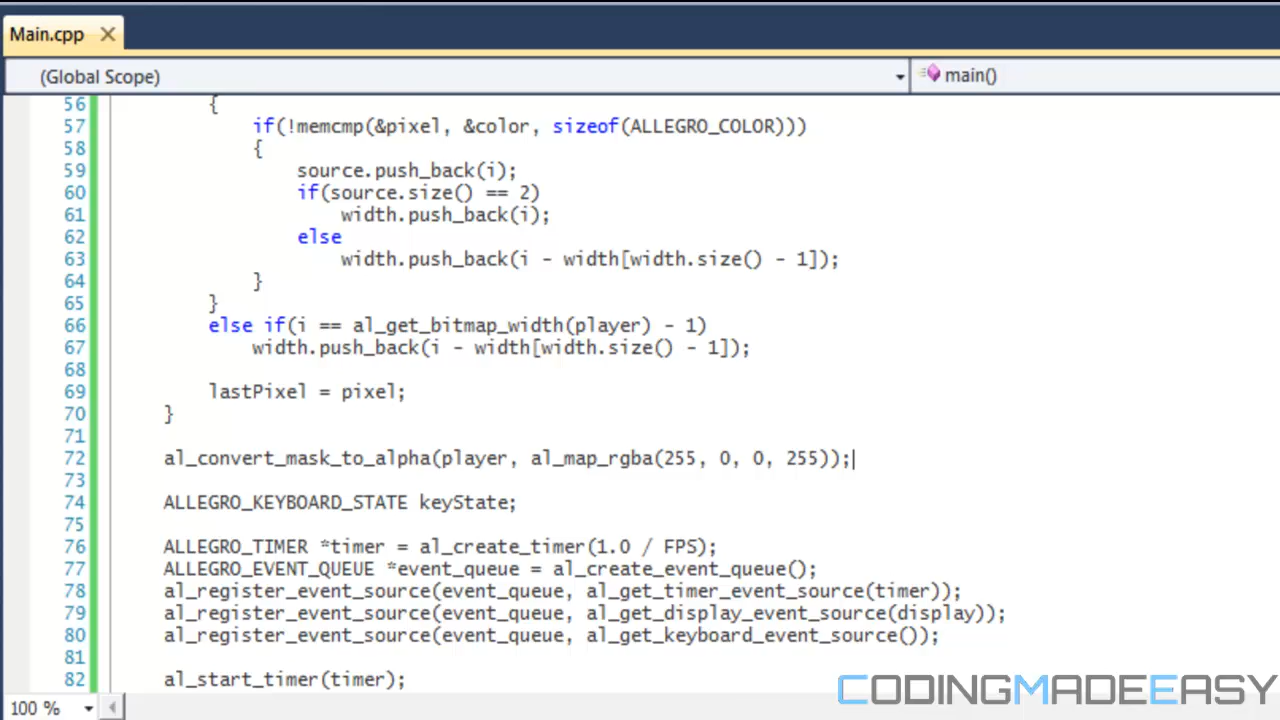 Main.cpp
(Global Scope) main()
56 {
57 if(!memcmp(&pixel, &color, sizeof(ALLEGRO_COLOR)))
58 {
59 source.push_back(i);
60 if(source.size() == 2)
61 width.push_back(i);
62 else
63 width.push_back(i - width[width.size() - 1]);
64 }
65 }
66 else if(i == al_get_bitmap_width(player) - 1)
67 width.push_back(i - width[width.size() - 1]);
68
69 lastPixel = pixel;
70 }
71
72 al_convert_mask_to_alpha(player, al_map_rgba(255, 0, 0, 255));
73
74 ALLEGRO_KEYBOARD_STATE keyState;
75
76 ALLEGRO_TIMER *timer = al_create_timer(1.0 / FPS);
77 ALLEGRO_EVENT_QUEUE *event_queue = al_create_event_queue();
78 al_register_event_source(event_queue, al_get_timer_event_source(timer));
79 al_register_event_source(event_queue, al_get_display_event_source(display));
80 al_register_event_source(event_queue, al_get_keyboard_event_source());
81
82 al_start_timer(timer);
CODINGMADEEASY
100 %